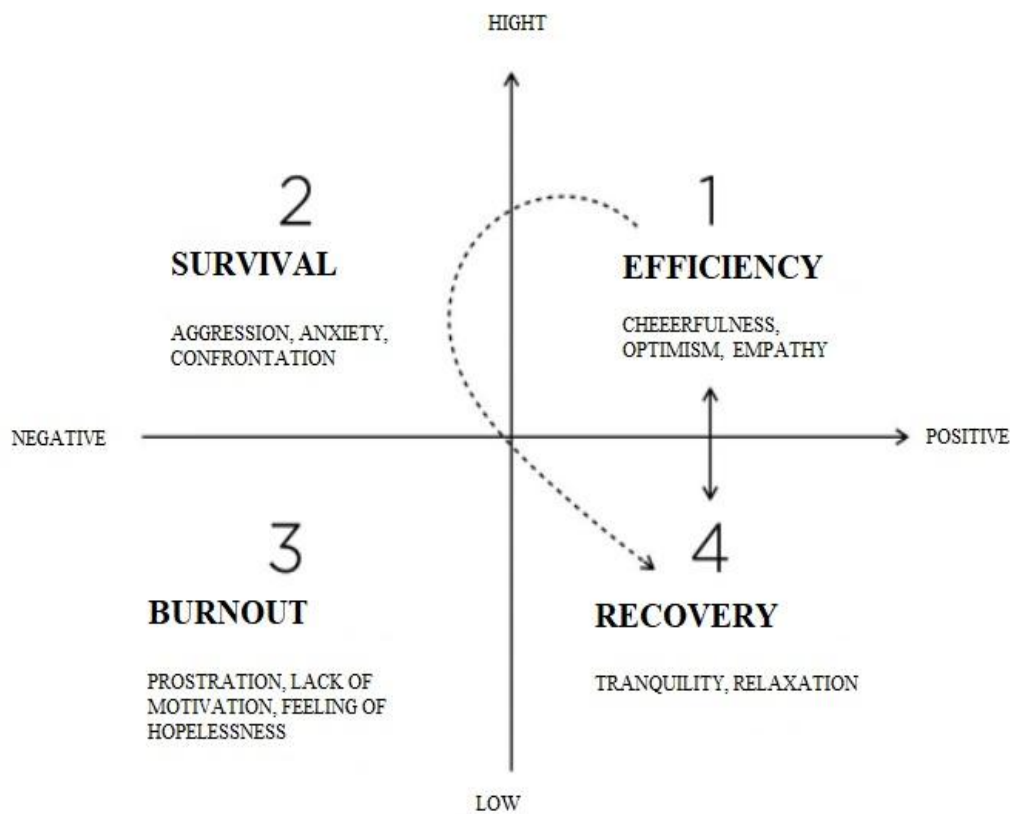 HIGHT
2
SURVIVAL
AGGRESSION, ANXIETY,
CONFRONTATION
1
EFFICIENCY
CHEEERFULNESS,
OPTIMISM, EMPATHY
NEGATIVE
POSITIVE
3
BURNOUT
PROSTRATION, LACK OF
MOTIVATION, FEELING OF
HOPELESSNESS
4
RECOVERY
TRANQUILITY, RELAXATION
LOW